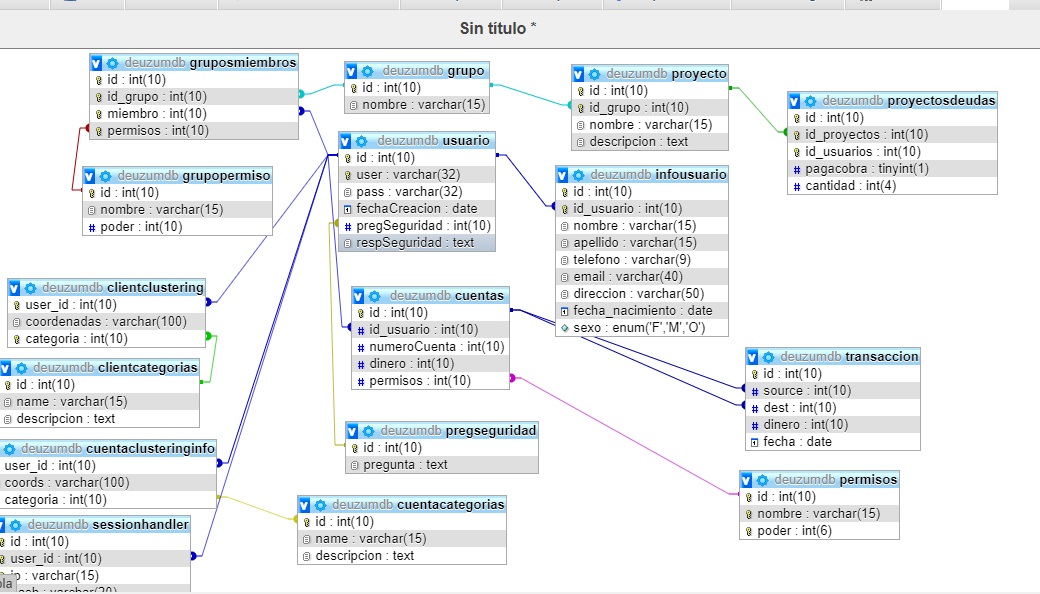 Sin título *
deuzumdb gruposmiembros
id : int(10)
id_grupo : int(10)
miembro : int(10)
permisos : int(10)
deuzumdb grupo
id : int(10)
nombre : varchar(15)
deuzumdb proyecto
id : int(10)
id_grupo : int(10)
nombre : varchar(15)
descripcion : text
deuzumdb proyectosdeudas
id : int(10)
id_proyectos : int(10)
id_usuarios : int(10)
pagacobra : tinyint(1)
cantidad : int(4)
deuzumdb grupopermiso
id : int(10)
nombre : varchar(15)
poder : int(10)
deuzumdb usuario
id : int(10)
user : varchar(32)
pass : varchar(32)
fechaCreacion : date
pregSeguridad : int(10)
respSeguridad : text
deuzumdb infousuario
id : int(10)
id_usuario : int(10)
nombre : varchar(15)
apellido : varchar(15)
telefono : varchar(9)
email : varchar(40)
direccion : varchar(50)
fecha_nacimiento : date
sexo : enum('F','M','O')
deuzumdb clientclustering
user_id : int(10)
coordenadas : varchar(100)
categoria : int(10)
deuzumdb cuentas
id : int(10)
id_usuario : int(10)
numeroCuenta : int(10)
dinero : int(10)
permisos : int(10)
deuzumdb clientcategorias
id : int(10)
name : varchar(15)
descripcion : text
deuzumdb transaccion
id : int(10)
source : int(10)
dest : int(10)
dinero : int(10)
fecha : date
deuzumdb cuentaclusteringinfo
user_id : int(10)
coords : varchar(100)
categoria : int(10)
deuzumdb pregseguridad
id : int(10)
pregunta : text
deuzumdb permisos
id : int(10)
nombre : varchar(15)
poder : int(6)
deuzumdb cuentacategorias
id : int(10)
name : varchar(15)
descripcion : text
deuzumdb sessionhandler
id : int(10)
user_id : int(10)
: varchar(15)